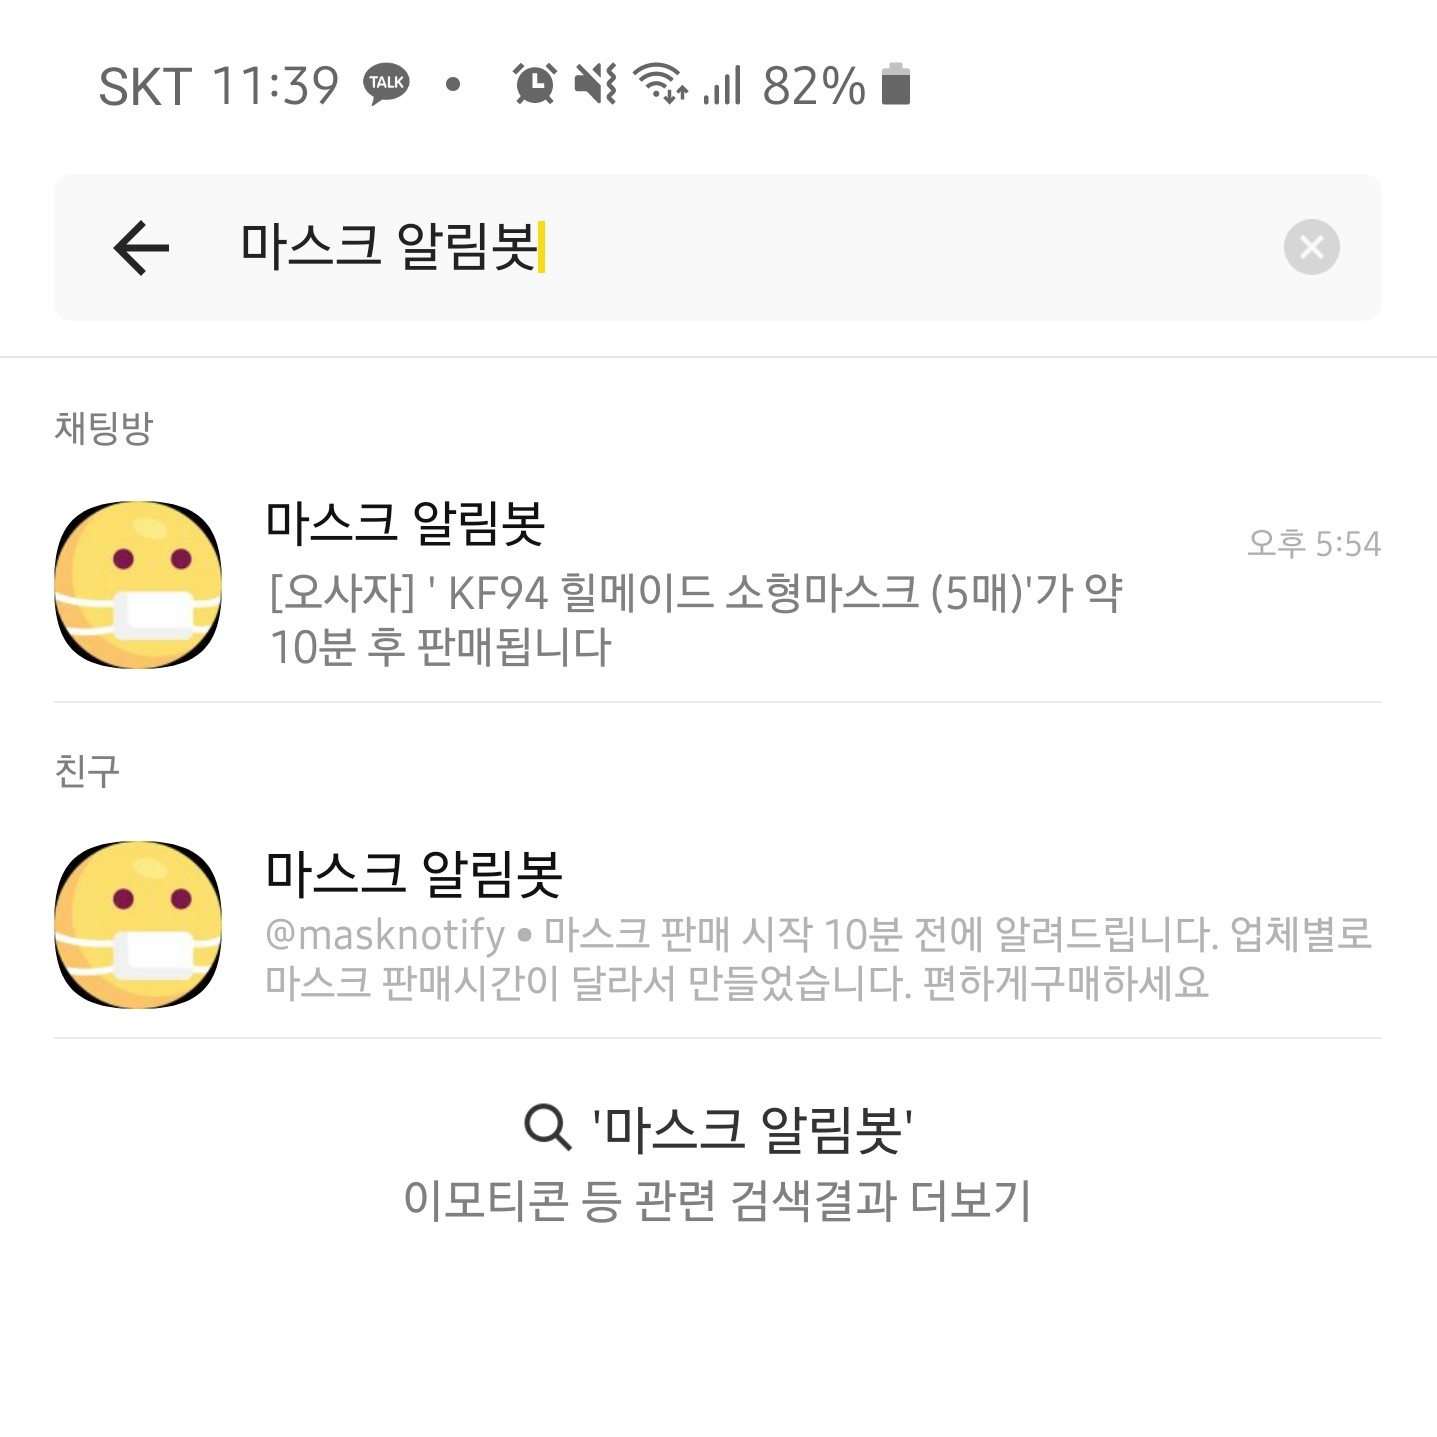 SKT 11:39 TALK • 82%
마스크 알림봇
채팅방
마스크 알림봇
오후 5:54
[오사자] ' KF94 힐메이드 소형마스크 (5매)'가 약
10분 후 판매됩니다
친구
마스크 알림봇
@masknotify • 마스크 판매 시작 10분 전에 알려드립니다. 업체별로
마스크 판매시간이 달라서 만들었습니다. 편하게구매하세요
'마스크 알림봇'
이모티콘 등 관련 검색결과 더보기